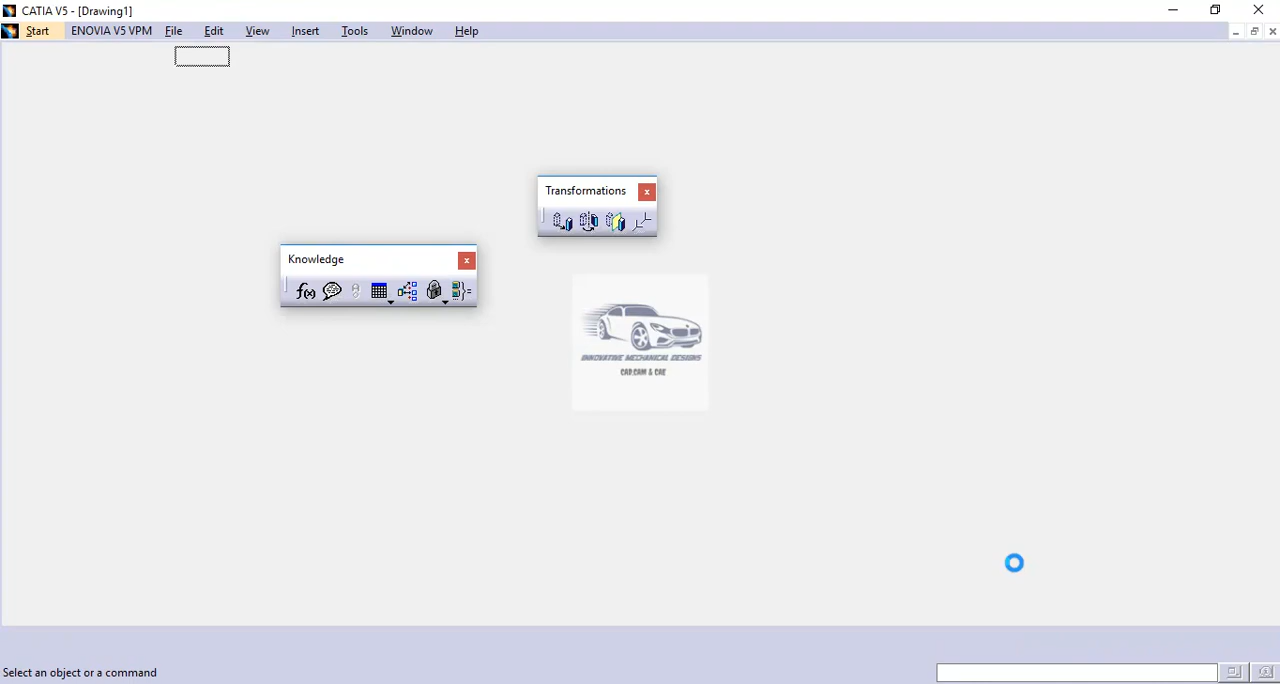 CATIA V5 - [Drawing1]
Start ENOVIA V5 VPM File Edit View Insert Tools Window Help
Transformations
Knowledge
f(x)
INNOVATIVE MECHANICAL DESIGNS
CAD,CAM & CAE
Select an object or a command